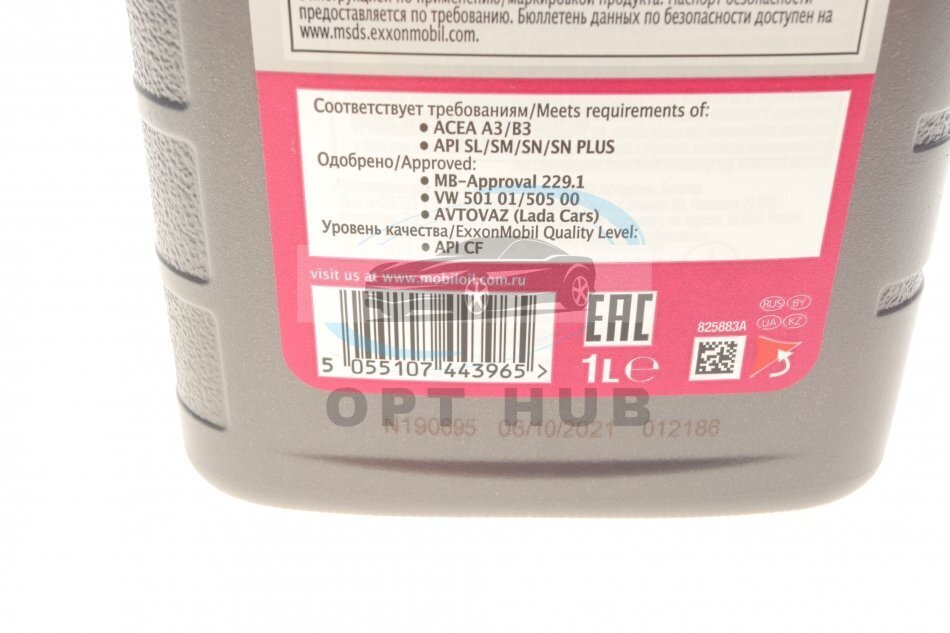 инструкцией по применению/маркировкой продукта. Паспорт безопасности
предоставляется по требованию. Бюллетень данных по безопасности доступен на
www.msds.exxonmobil.com.
Соответствует требованиям/Meets requirements of:
• ACEA A3/B3
• API SL/SM/SN/SN PLUS
Одобрено/Approved:
• MB-Approval 229.1
• VW 501 01/505 00
• AVTOVAZ (Lada Cars)
Уровень качества/ExxonMobil Quality Level:
• API CF
visit us at www.mobiloil.com.ru
RUS BY
825883A UA KZ
EAC
5 055107 443965 >
1L e
OPT HUB
N190095 06/10/2021 012186